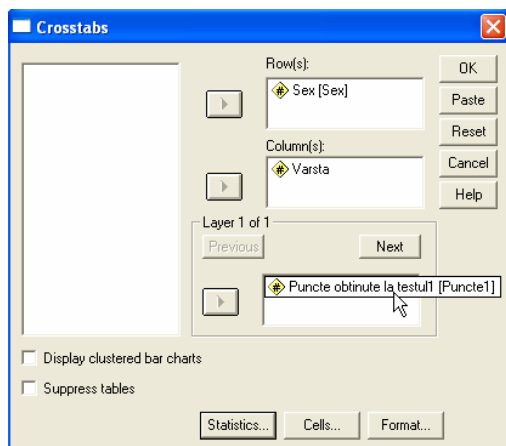 Crosstabs
Row(s):
# Sex [Sex]
Column(s):
# Varsta
OK
Paste
Reset
Cancel
Help
Layer 1 of 1
Previous
Next
# Puncte obtinute la testul1 [Puncte1]
Display clustered bar charts
Suppress tables
Statistics...
Cells...
Format...